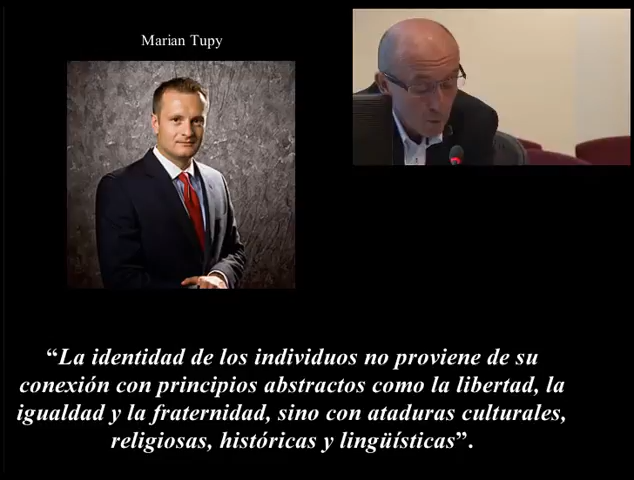 Marian Tupy
“La identidad de los individuos no proviene de su
conexión con principios abstractos como la libertad, la
igualdad y la fraternidad, sino con ataduras culturales,
religiosas, históricas y lingüísticas”.